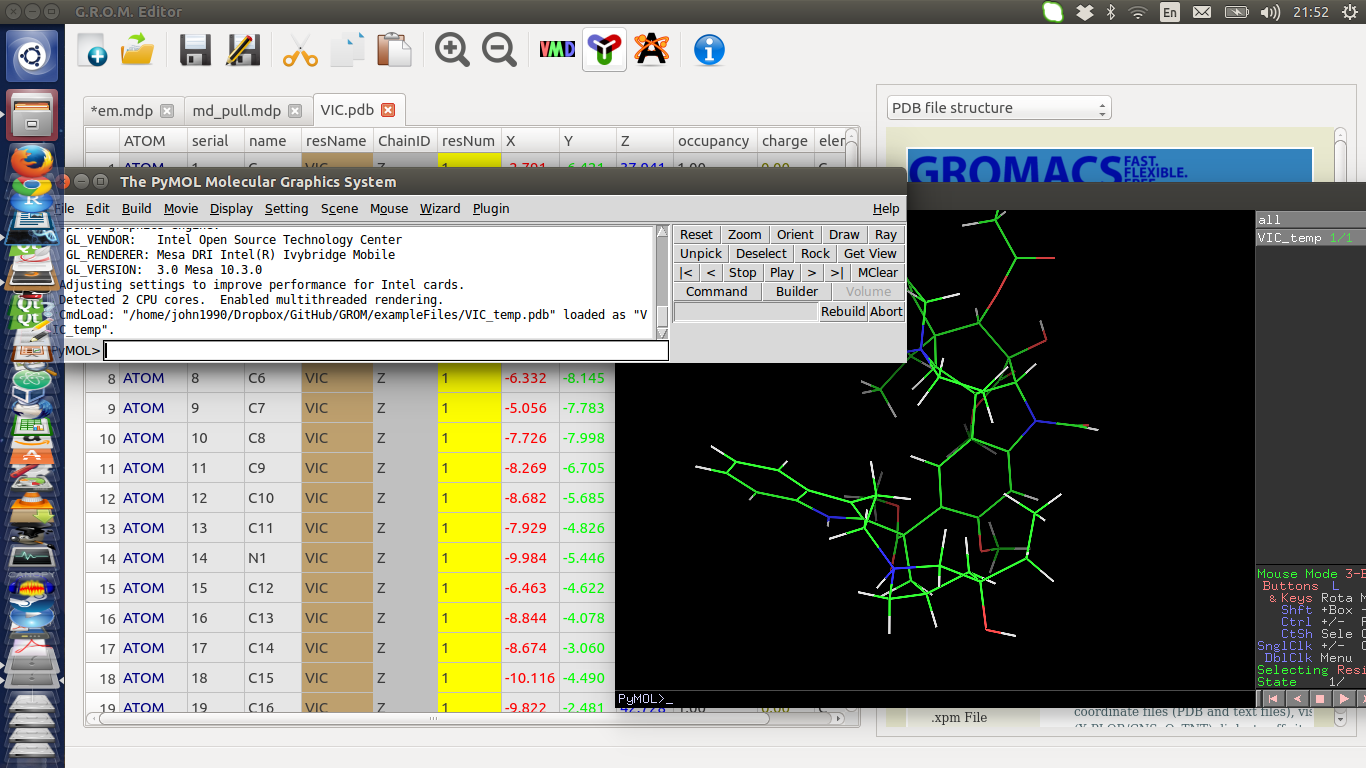 G.R.O.M. Editor
En
21:52
VMD
*em.mdp
md_pull.mdp
VIC.pdb
PDB file structure
ATOM serial name resName ChainID resNum X Y Z occupancy charge
GROMACS FAST.
FLEXIBLE.
The PyMOL Molecular Graphics System
File Edit Build Movie Display Setting Scene Mouse Wizard Plugin Help
GL_VENDOR: Intel Open Source Technology Center
GL_RENDERER: Mesa DRI Intel(R) Ivybridge Mobile
GL_VERSION: 3.0 Mesa 10.3.0
Adjusting settings to improve performance for Intel cards.
Detected 2 CPU cores. Enabled multithreaded rendering.
CmdLoad: "/home/john1990/Dropbox/GitHub/GROM/exampleFiles/VIC_temp.pdb" loaded as "V
IC_temp".
PyMOL>
Reset Zoom Orient Draw Ray
Unpick Deselect Rock Get View
|< < Stop Play > >| MClear
Command Builder Volume
Rebuild Abort
all
VIC_temp 1/1
8 ATOM 8 C6 VIC Z 1 -6.332 -8.145
9 ATOM 9 C7 VIC Z 1 -5.056 -7.783
10 ATOM 10 C8 VIC Z 1 -7.726 -7.998
11 ATOM 11 C9 VIC Z 1 -8.269 -6.705
12 ATOM 12 C10 VIC Z 1 -8.682 -5.685
13 ATOM 13 C11 VIC Z 1 -7.929 -4.826
14 ATOM 14 N1 VIC Z 1 -9.984 -5.446
15 ATOM 15 C12 VIC Z 1 -6.463 -4.622
16 ATOM 16 C13 VIC Z 1 -8.844 -4.078
17 ATOM 17 C14 VIC Z 1 -8.674 -3.060
18 ATOM 18 C15 VIC Z 1 -10.116 -4.490
19 ATOM 19 C16 VIC Z 1 -9.822 -2.481
PyMOL>_
Mouse Mode 3-B
Buttons L
& Keys Rota M
Shft +Box -
Ctrl +/- P
CtSh Sele C
SnglClk +/- C
DblClk Menu
Selecting Resi
State 1/
.xpm File
coordinate files (PDB and text files), vis